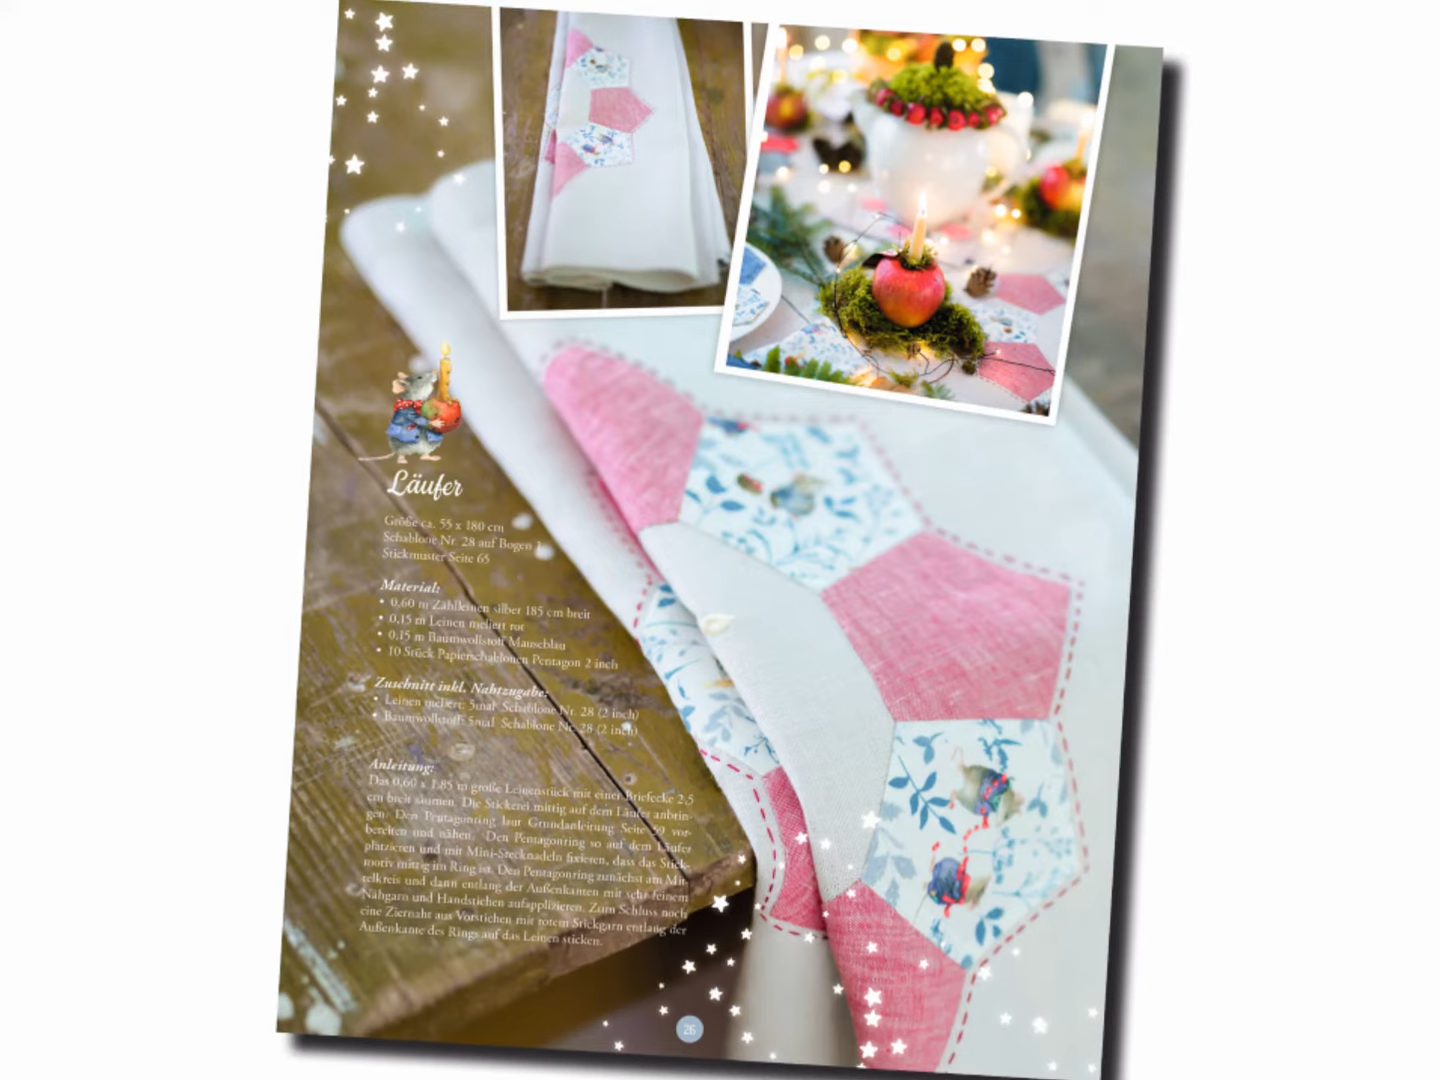 Läufer
Größe ca. 55 x 180 cm
Schablone Nr. 28 auf Bogen 1
Stickmuster Seite 65
Material:
• 0,60 m Zählleinen silber 185 cm breit
• 0,15 m Leinen meliert rot
• 0,15 m Baumwollstoff Mauseblau
• 10 Stück Papierschablonen Pentagon 2 inch
Zuschnitt inkl. Nahtzugabe:
• Leinen meliert: 5mal Schablone Nr. 28 (2 inch)
• Baumwollstoff: 5mal Schablone Nr. 28 (2 inch)
Anleitung:
Das 0,60 x 1,85 m große Leinenstück mit einer Briefecke 2,5
cm breit säumen. Die Stickerei mittig auf dem Läufer anbrin-
gen. Den Pentagonring laut Grundanleitung Seite 59 vor-
bereiten und nähen. Den Pentagonring so auf dem Läufer
platzieren und mit Mini-Stecknadeln fixieren, dass das Stick-
motiv mittig im Ring ist. Den Pentagonring zunächst am Mit-
telkreis und dann entlang der Außenkanten mit sehr feinem
Nähgarn und Handstichen aufapplizieren. Zum Schluss noch
eine Ziernaht aus Vorstichen mit rotem Stickgarn entlang der
Außenkante des Rings auf das Leinen sticken.
26